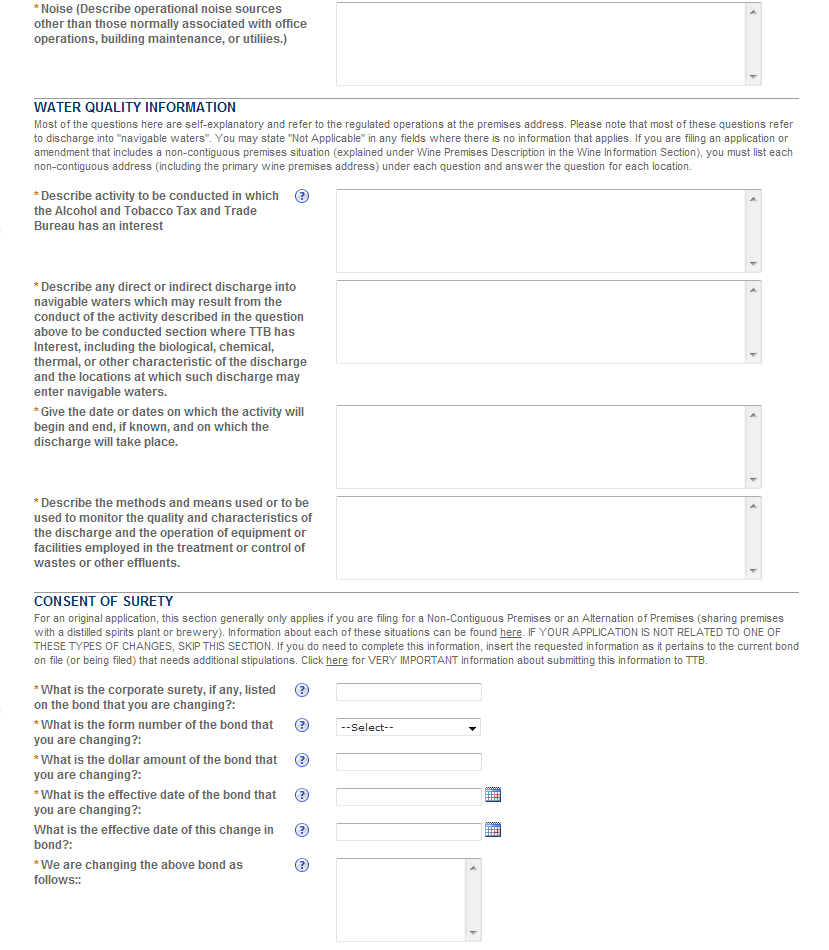 * Noise (Describe operational noise sources
other than those normally associated with office
operations, building maintenance, or utiliies.)
WATER QUALITY INFORMATION
Most of the questions here are self-explanatory and refer to the regulated operations at the premises address. Please note that most of these questions refer
to discharge into "navigable waters". You may state "Not Applicable" in any fields where there is no information that applies. If you are filing an application or
amendment that includes a non-contiguous premises situation (explained under Wine Premises Description in the Wine Information Section), you must list each
non-contiguous address (including the primary wine premises address) under each question and answer the question for each location.
* Describe activity to be conducted in which ?
the Alcohol and Tobacco Tax and Trade
Bureau has an interest
* Describe any direct or indirect discharge into
navigable waters which may result from the
conduct of the activity described in the question
above to be conducted section where TTB has
Interest, including the biological, chemical,
thermal, or other characteristic of the discharge
and the locations at which such discharge may
enter navigable waters.
* Give the date or dates on which the activity will
begin and end, if known, and on which the
discharge will take place.
* Describe the methods and means used or to be
used to monitor the quality and characteristics of
the discharge and the operation of equipment or
facilities employed in the treatment or control of
wastes or other effluents.
CONSENT OF SURETY
For an original application, this section generally only applies if you are filing for a Non-Contiguous Premises or an Alternation of Premises (sharing premises
with a distilled spirits plant or brewery). Information about each of these situations can be found here. IF YOUR APPLICATION IS NOT RELATED TO ONE OF
THESE TYPES OF CHANGES, SKIP THIS SECTION. If you do need to complete this information, insert the requested information as it pertains to the current bond
on file (or being filed) that needs additional stipulations. Click here for VERY IMPORTANT information about submitting this information to TTB.
* What is the corporate surety, if any, listed ?
on the bond that you are changing?:
* What is the form number of the bond that ? --Select--
you are changing?:
* What is the dollar amount of the bond that ?
you are changing?:
* What is the effective date of the bond that ?
you are changing?:
What is the effective date of this change in ?
bond?:
* We are changing the above bond as ?
follows::